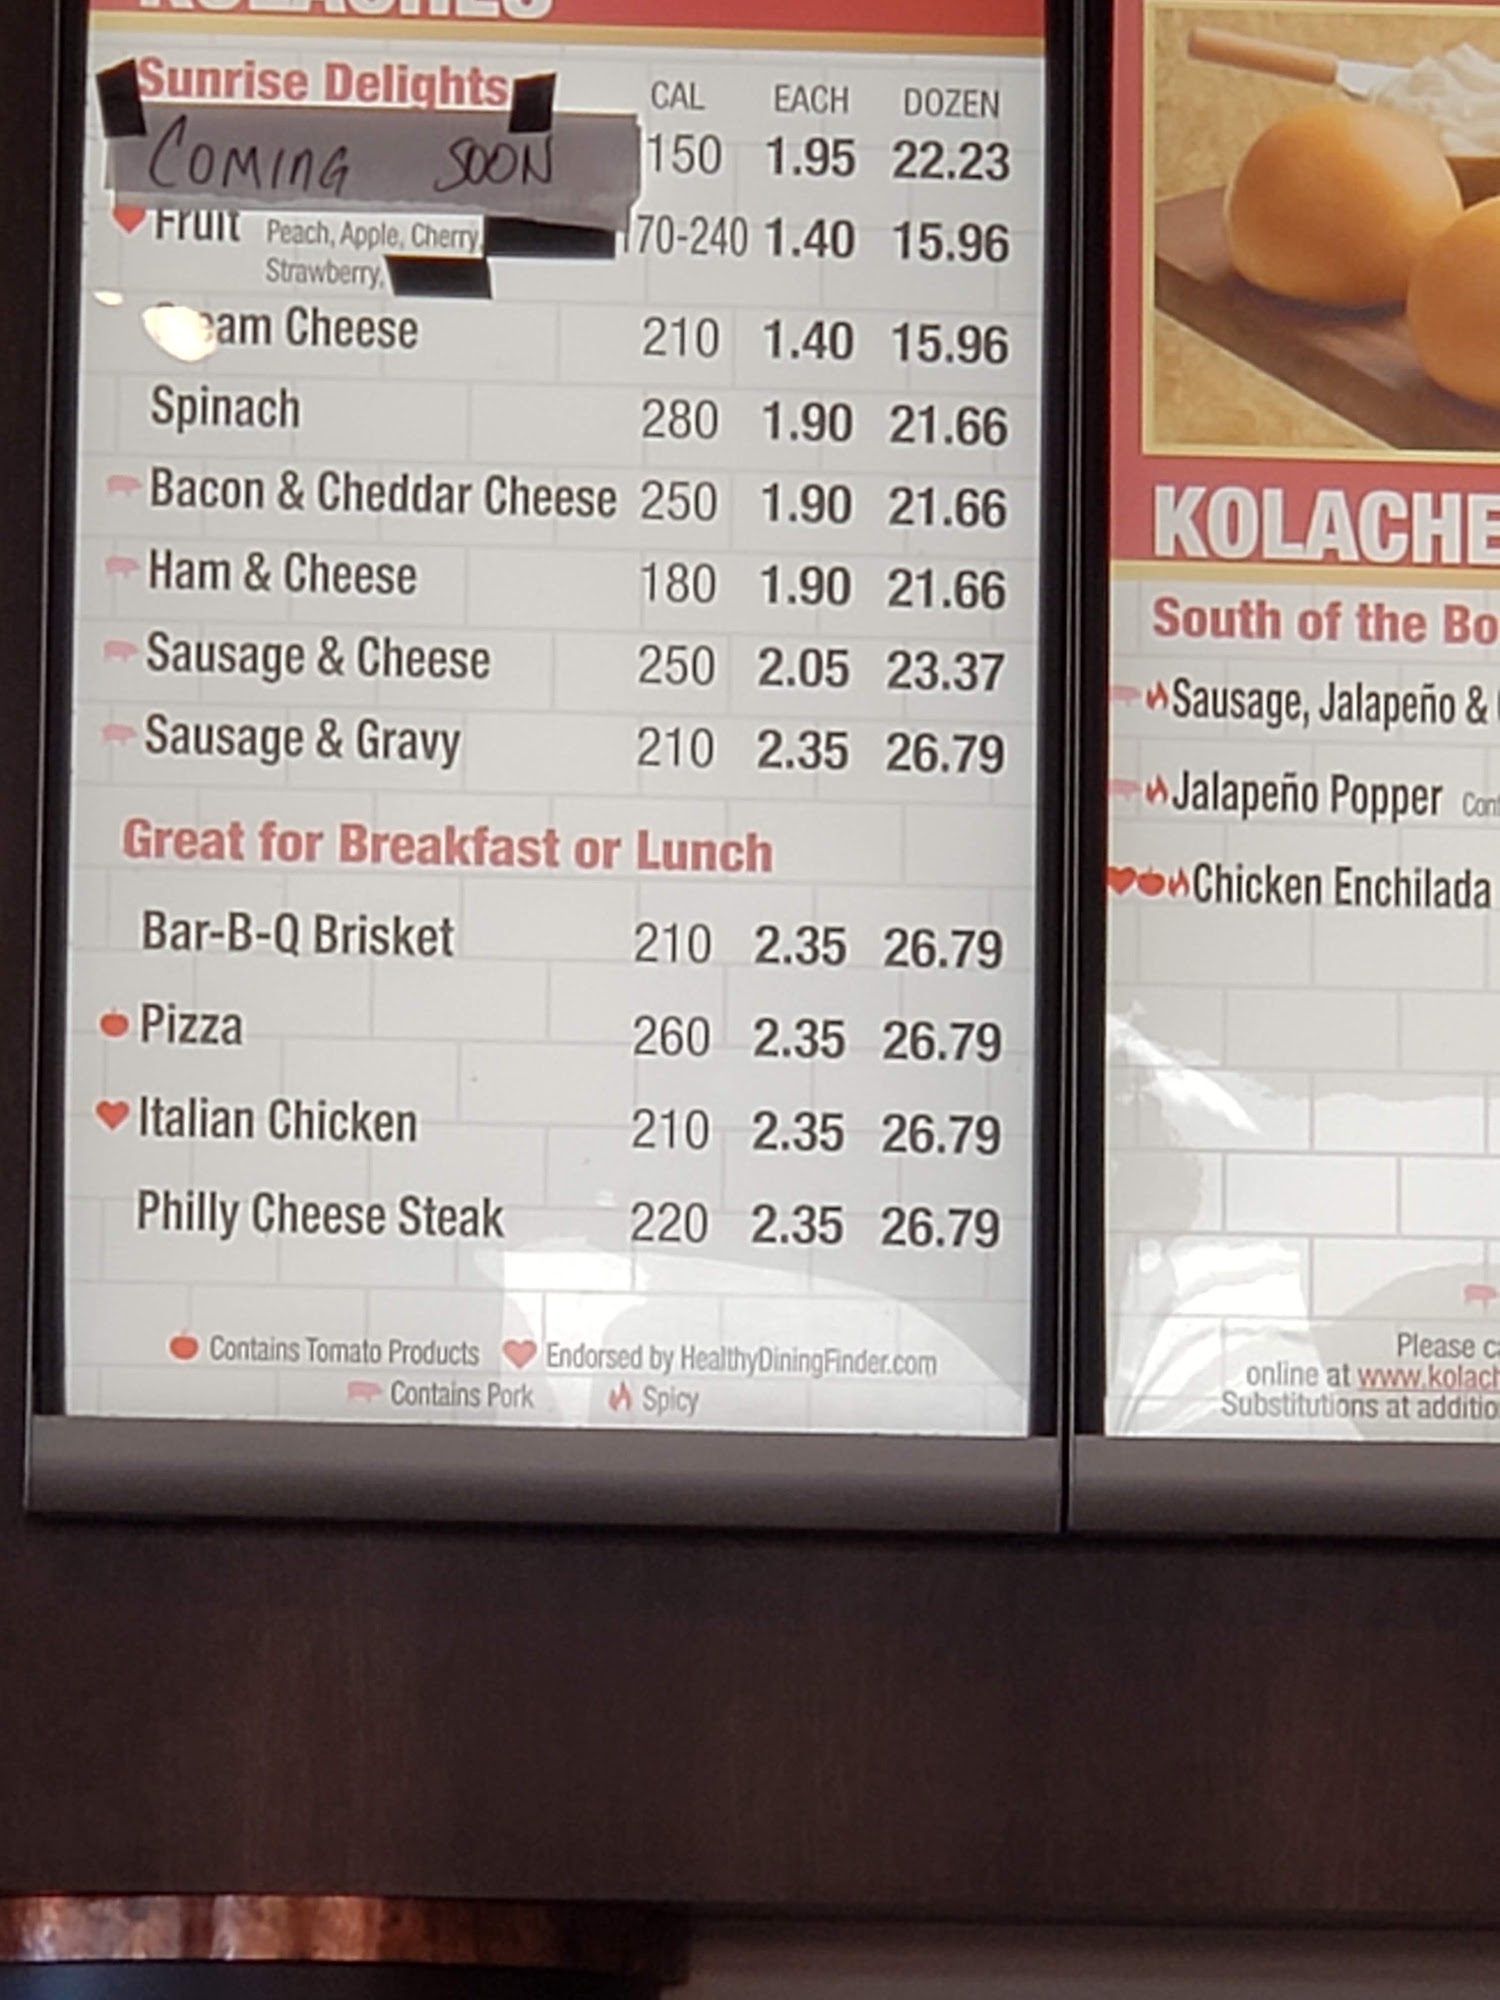 KOLACHES
Sunrise Delights CAL EACH DOZEN
COMING SOON 150 1.95 22.23
Fruit Peach, Apple, Cherry, 170-240 1.40 15.96
Strawberry,
Cheese 210 1.40 15.96
Spinach 280 1.90 21.66
Bacon & Cheddar Cheese 250 1.90 21.66
Ham & Cheese 180 1.90 21.66
Sausage & Cheese 250 2.05 23.37
Sausage & Gravy 210 2.35 26.79
Great for Breakfast or Lunch
Bar-B-Q Brisket 210 2.35 26.79
Pizza 260 2.35 26.79
Italian Chicken 210 2.35 26.79
Philly Cheese Steak 220 2.35 26.79
Contains Tomato Products Endorsed by HealthyDiningFinder.com
Contains Pork Spicy
KOLACHE
South of the Bo
Sausage, Jalapeño &
Jalapeño Popper Con
Chicken Enchilada
Please c
online at www.kolach
Substitutions at additio